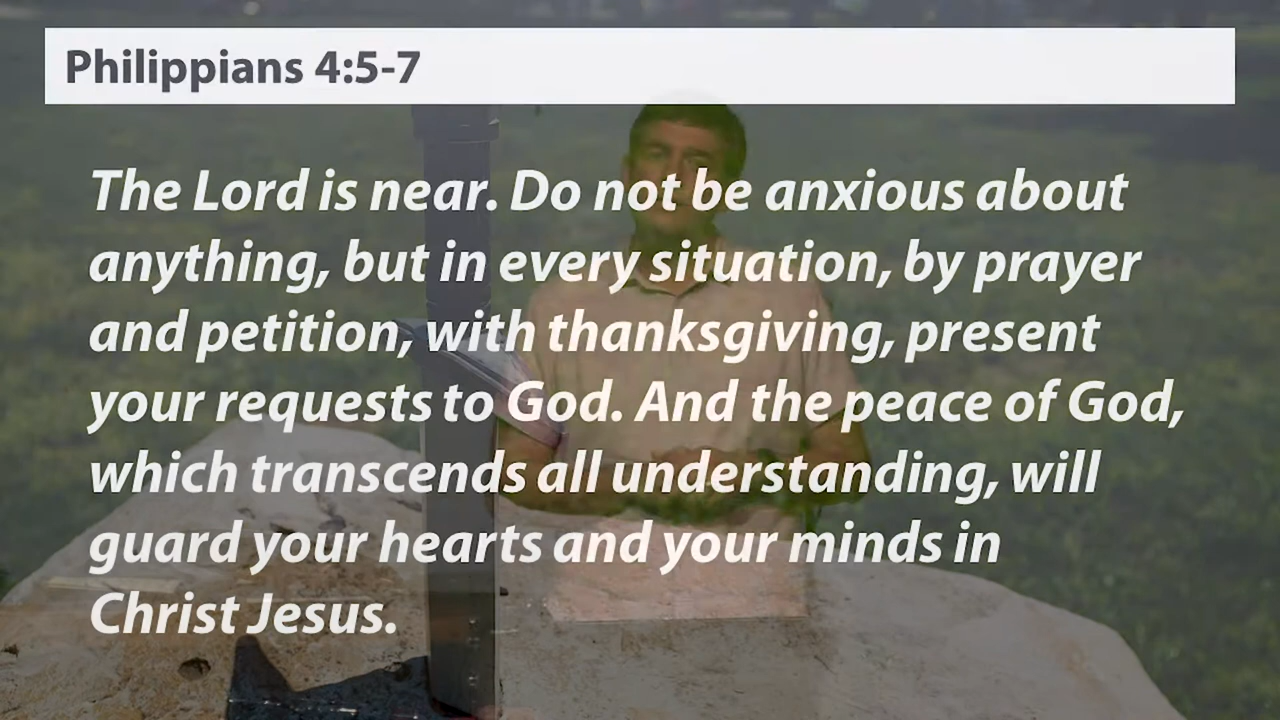 Philippians 4:5-7
The Lord is near. Do not be anxious about
anything, but in every situation, by prayer
and petition, with thanksgiving, present
your requests to God. And the peace of God,
which transcends all understanding, will
guard your hearts and your minds in
Christ Jesus.